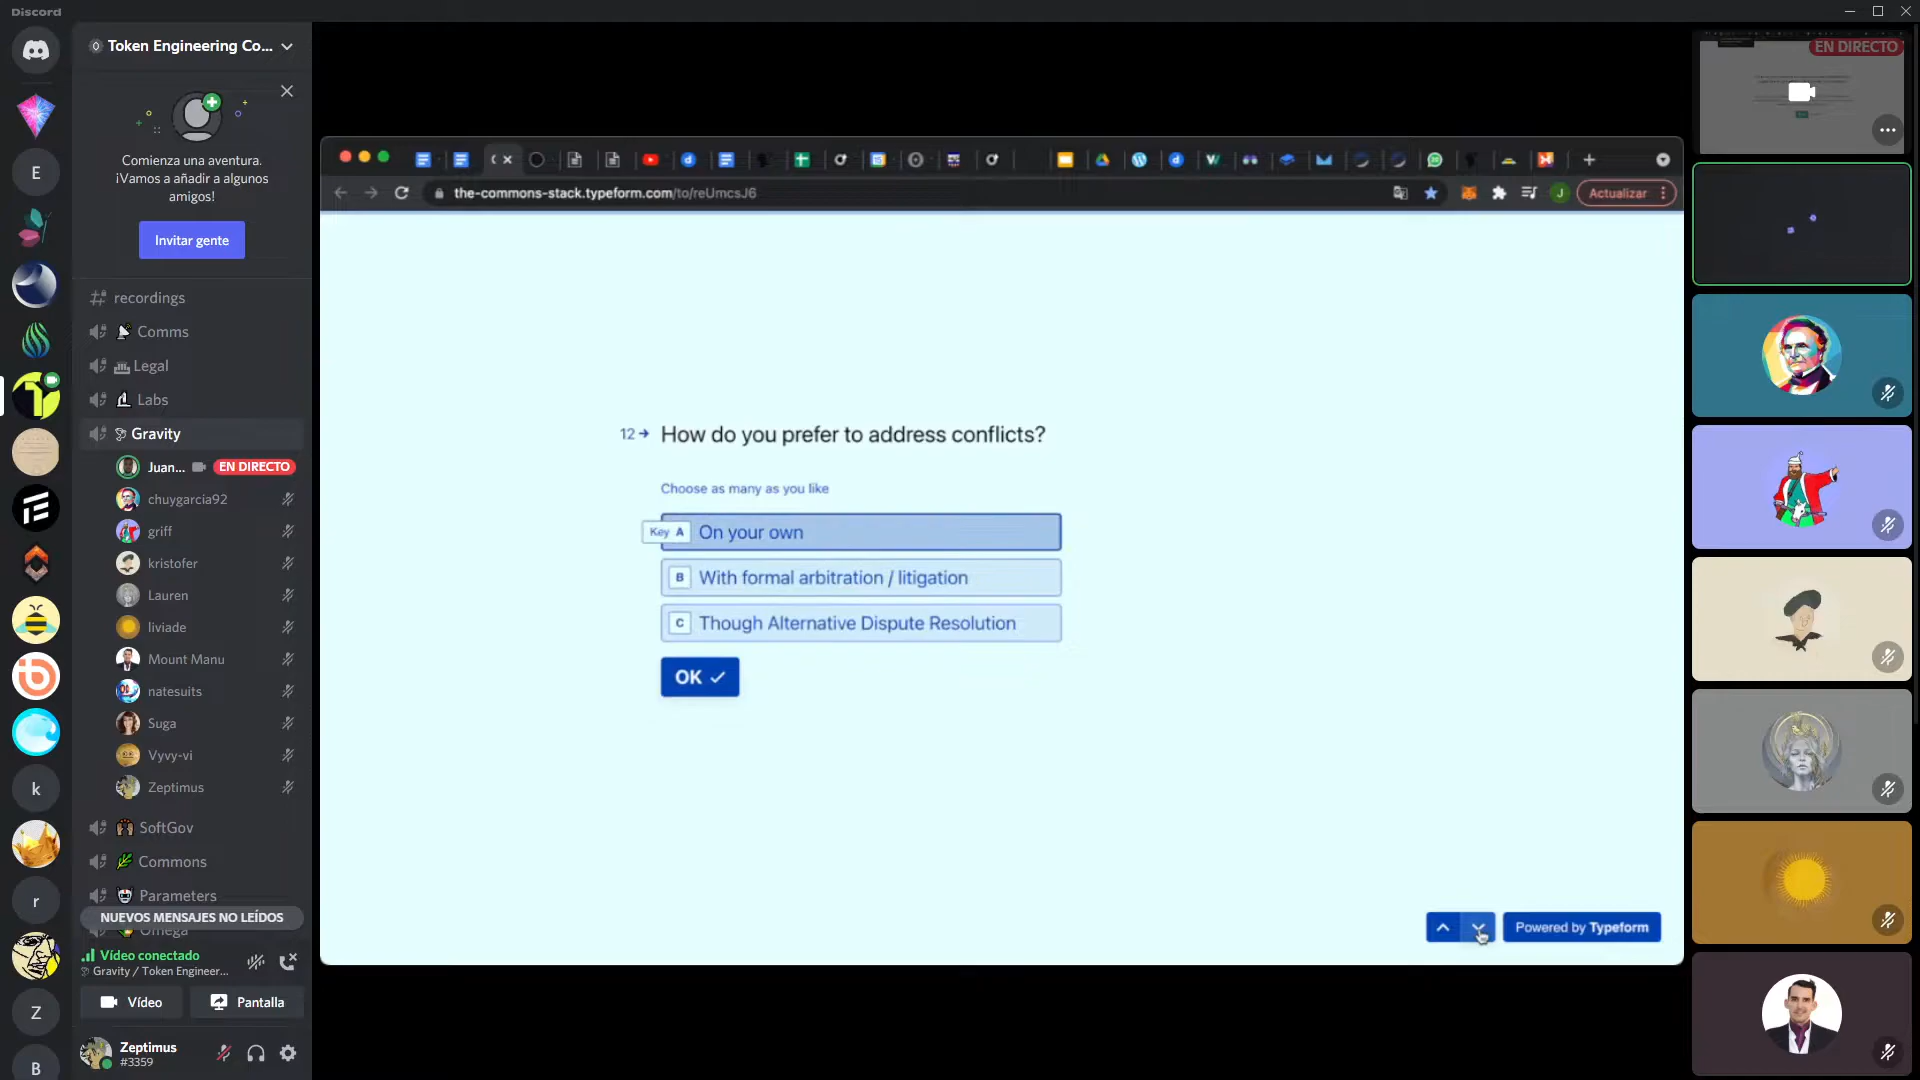 Discord
Token Engineering Co...
Comienza una aventura.
¡Vamos a añadir a algunos
amigos!
Invitar gente
recordings
Comms
Legal
Labs
Gravity
Juan... EN DIRECTO
chuygarcia92
griff
kristofer
Lauren
liviade
Mount Manu
natesuits
Suga
Vyvy-vi
Zeptimus
SoftGov
Commons
Parameters
NUEVOS MENSAJES NO LEÍDOS
Omega
Vídeo conectado
Gravity / Token Engineer...
Vídeo
Pantalla
Zeptimus
#3359
E
k
r
Z
B
the-commons-stack.typeform.com/to/reUmcsJ6
J
Actualizar
12 How do you prefer to address conflicts?
Choose as many as you like
Key A On your own
B With formal arbitration / litigation
C Though Alternative Dispute Resolution
OK
Powered by Typeform
EN DIRECTO